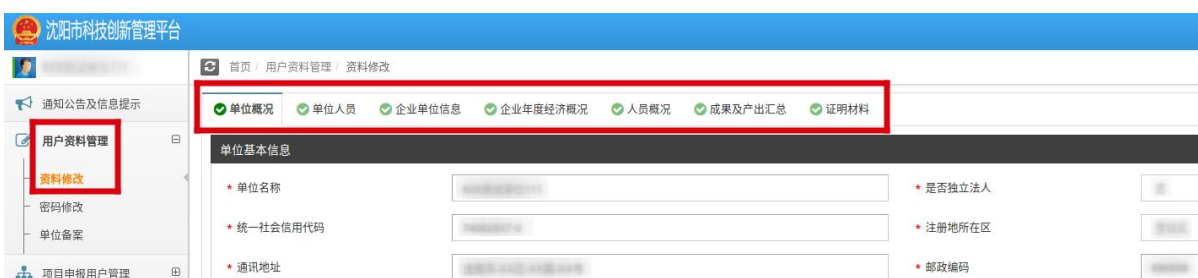 沈阳市科技创新管理平台
首页 / 用户资料管理 / 资料修改
通知公告及信息提示
单位概况 单位人员 企业单位信息 企业年度经济概况 人员概况 成果及产出汇总 证明材料
用户资料管理
单位基本信息
资料修改
* 单位名称 * 是否独立法人
密码修改
* 统一社会信用代码 * 注册地所在区
单位备案
* 通讯地址 * 邮政编码
项目申报用户管理